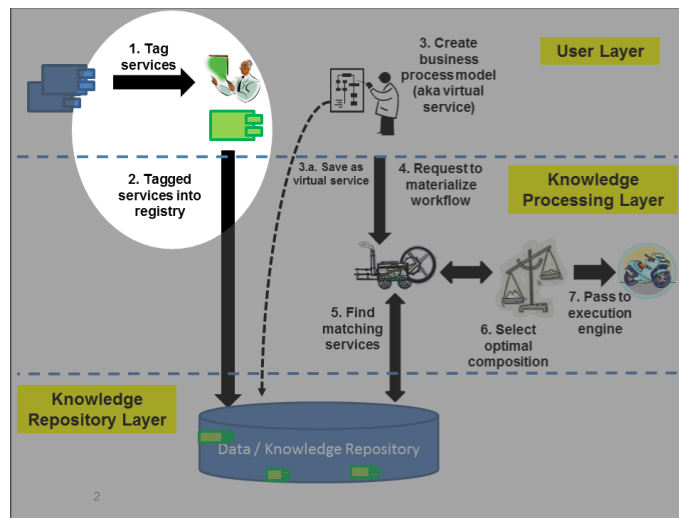 1. Tag
services
3. Create
business
process model
(aka virtual
service)
User Layer
2. Tagged
services into
registry
3.a. Save as
virtual service
4. Request to
materialize
workflow
Knowledge
Processing Layer
5. Find
matching
services
6. Select
optimal
composition
7. Pass to
execution
engine
Knowledge
Repository Layer
Data / Knowledge Repository
2